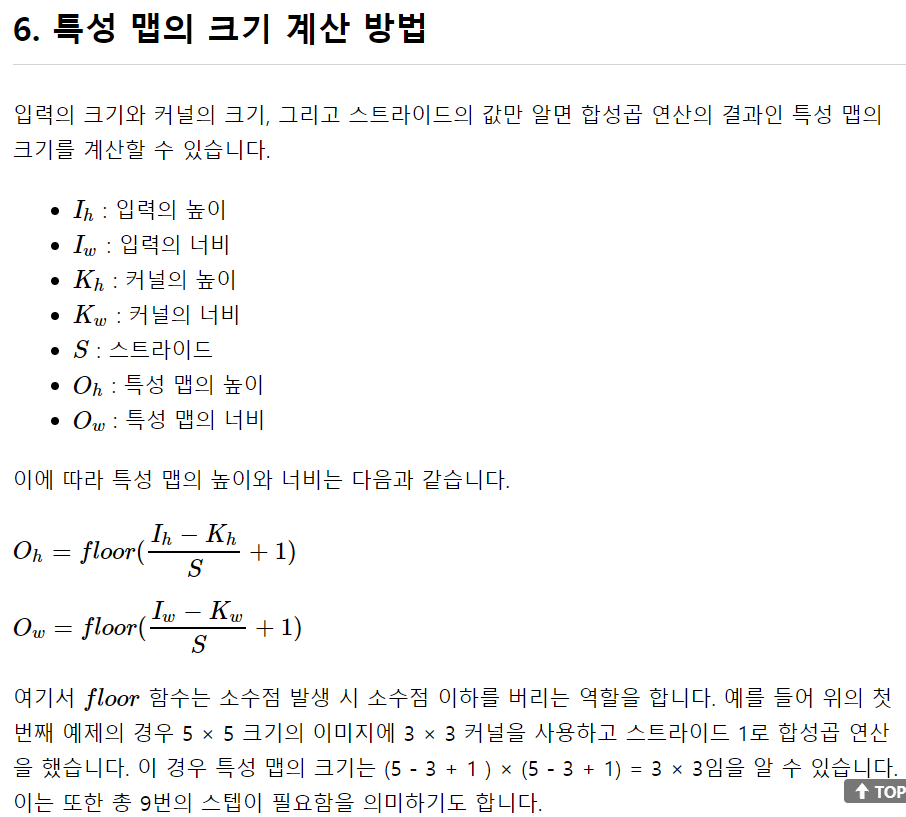 6. 특성 맵의 크기 계산 방법
입력의 크기와 커널의 크기, 그리고 스트라이드의 값만 알면 합성곱 연산의 결과인 특성 맵의
크기를 계산할 수 있습니다.
• I_h : 입력의 높이
• I_w : 입력의 너비
• K_h : 커널의 높이
• K_w : 커널의 너비
• S : 스트라이드
• O_h : 특성 맵의 높이
• O_w : 특성 맵의 너비
이에 따라 특성 맵의 높이와 너비는 다음과 같습니다.
O_h = floor(\frac{I_h - K_h}{S} + 1)
O_w = floor(\frac{I_w - K_w}{S} + 1)
여기서 floor 함수는 소수점 발생 시 소수점 이하를 버리는 역할을 합니다. 예를 들어 위의 첫
번째 예제의 경우 5 × 5 크기의 이미지에 3 × 3 커널을 사용하고 스트라이드 1로 합성곱 연산
을 했습니다. 이 경우 특성 맵의 크기는 (5 - 3 + 1 ) × (5 - 3 + 1) = 3 × 3임을 알 수 있습니다.
이는 또한 총 9번의 스텝이 필요함을 의미하기도 합니다.
TOP